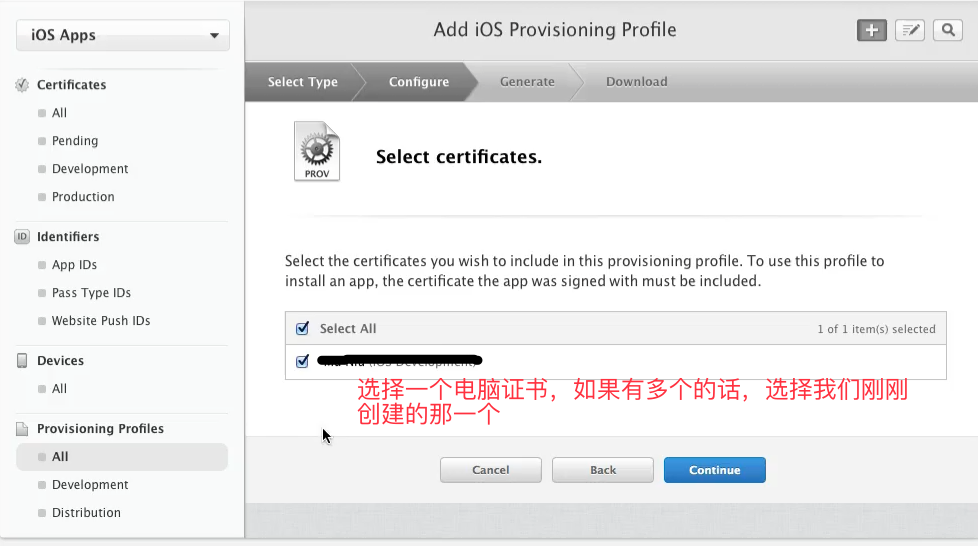 iOS Apps
Add iOS Provisioning Profile
Select Type
Configure
Generate
Download
Certificates
All
Pending
Development
Production
ID
Identifiers
App IDs
Pass Type IDs
Website Push IDs
Devices
All
Provisioning Profiles
All
Development
Distribution
PROV
Select certificates.
Select the certificates you wish to include in this provisioning profile. To use this profile to
install an app, the certificate the app was signed with must be included.
Select All
1 of 1 item(s) selected
(iOS Development)
选择一个电脑证书，如果有多个的话，选择我们刚刚
创建的那一个
Cancel
Back
Continue